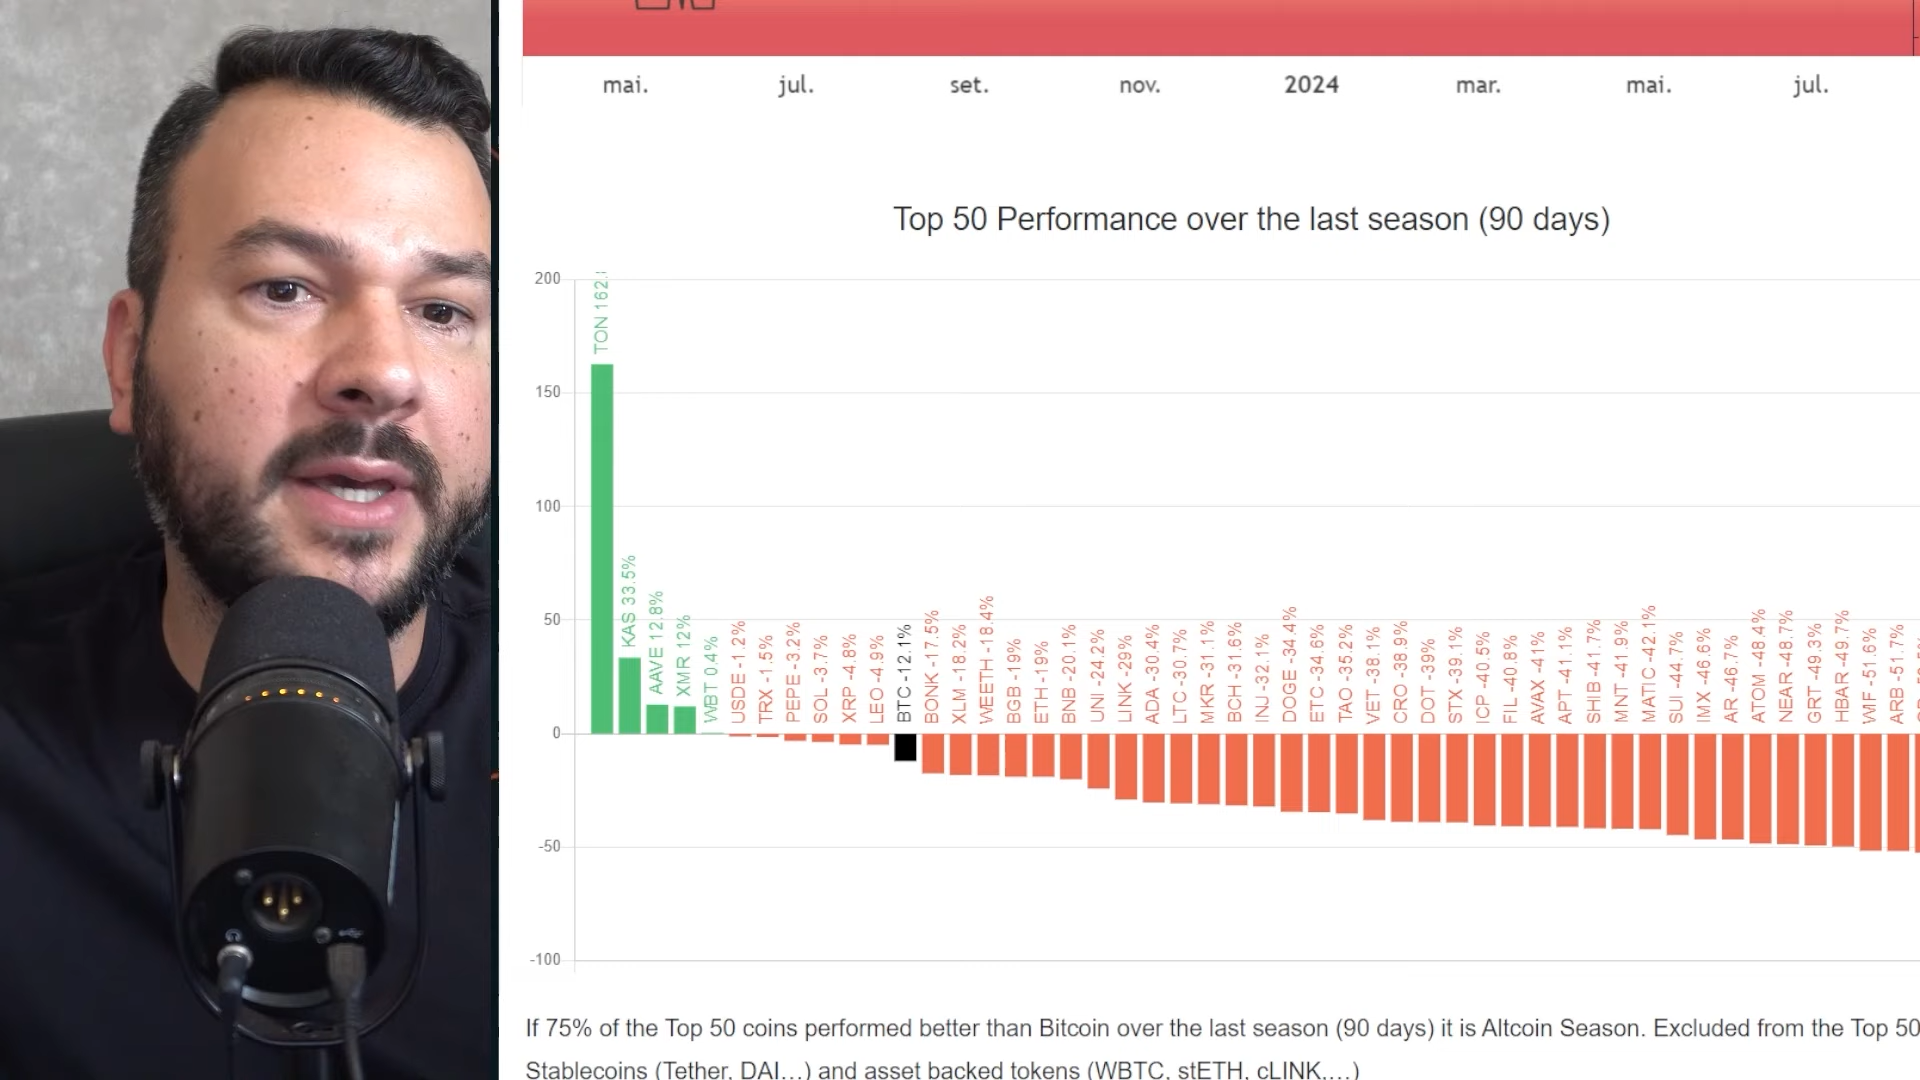 mai. jul. set. nov. 2024 mar. mai. jul.
Top 50 Performance over the last season (90 days)
200
150
100
50
0
-50
-100
TON 162.
KAS 33.5%
AAVE 12.8%
XMR 12%
WBT 0.4%
USDE -1.2%
TRX -1.5%
PEPE -3.2%
SOL -3.7%
XRP -4.8%
LEO -4.9%
BTC -12.1%
BONK -17.5%
XLM -18.2%
WEETH -18.4%
BGB -19%
ETH -19%
BNB -20.1%
UNI -24.2%
LINK -29%
ADA -30.4%
LTC -30.7%
MKR -31.1%
BCH -31.6%
INJ -32.1%
DOGE -34.4%
ETC -34.6%
TAO -35.2%
VET -38.1%
CRO -38.9%
DOT -39%
STX -39.1%
ICP -40.5%
FIL -40.8%
AVAX -41%
APT -41.1%
SHIB -41.7%
MNT -41.9%
MATIC -42.1%
SUI -44.7%
IMX -46.6%
AR -46.7%
ATOM -48.4%
NEAR -48.7%
GRT -49.3%
HBAR -49.7%
WIF -51.6%
ARB -51.7%
If 75% of the Top 50 coins performed better than Bitcoin over the last season (90 days) it is Altcoin Season. Excluded from the Top 50
Stablecoins (Tether, DAI...) and asset backed tokens (WBTC, stETH, cLINK,...)